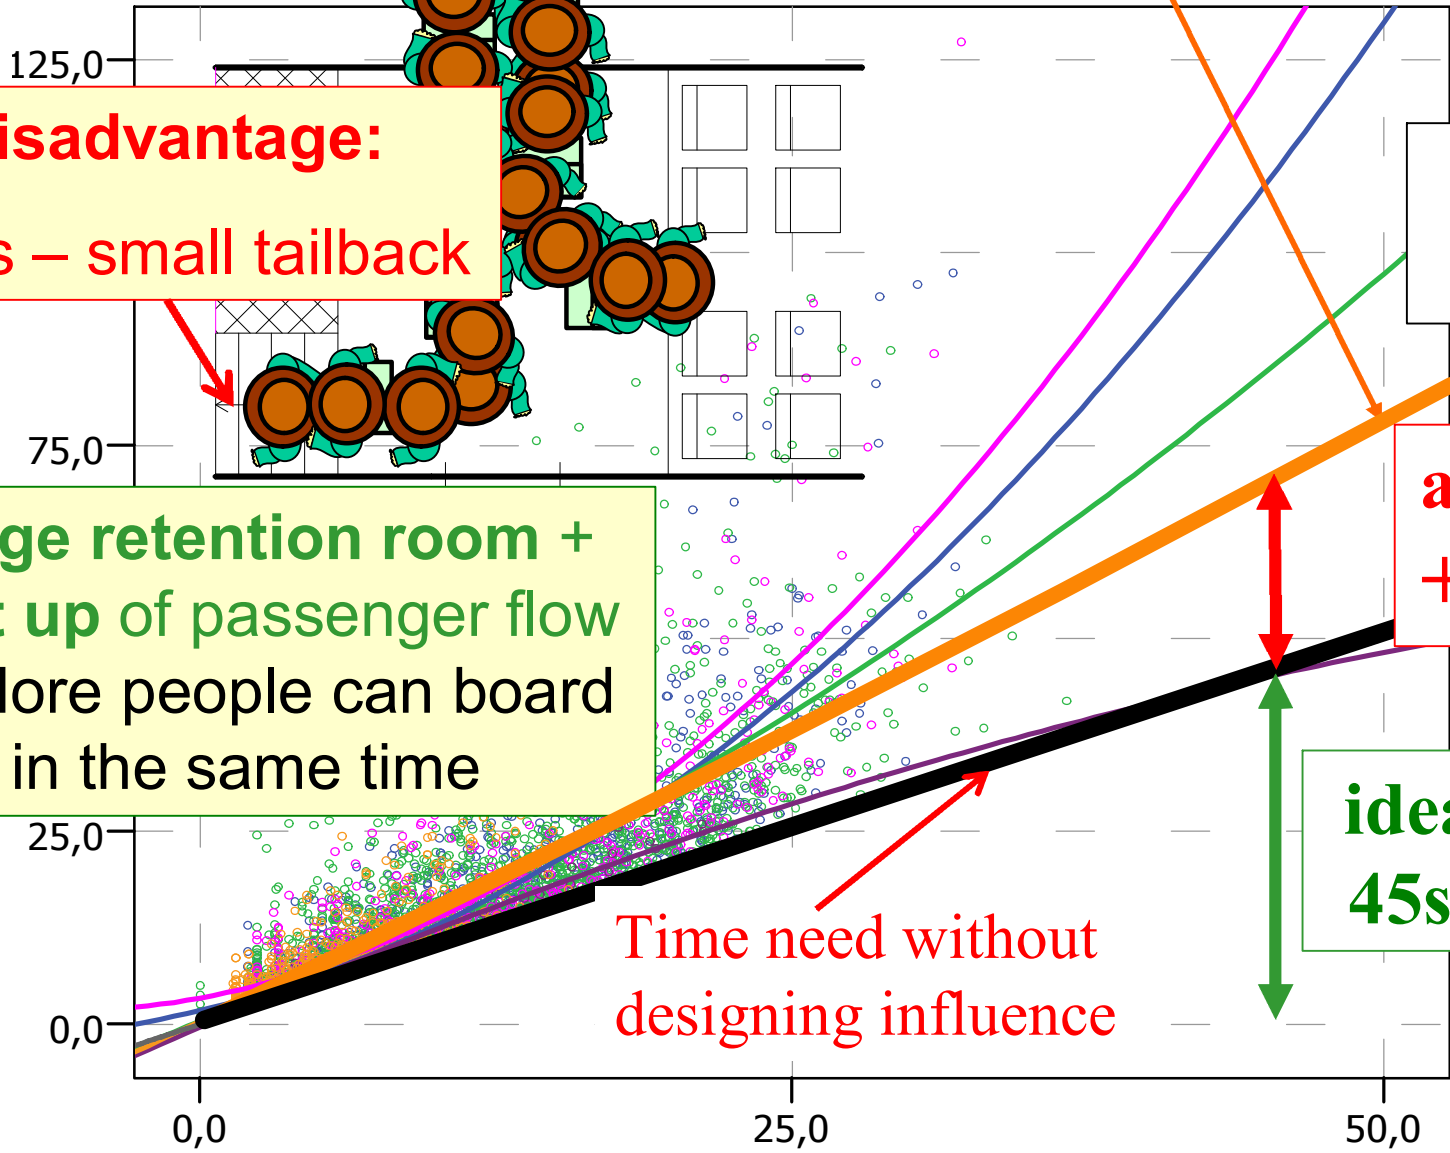 125,0
isadvantage:
s – small tailback
75,0
ge retention room +
t up of passenger flow
ore people can board
in the same time
a
+
idea
45s
25,0
Time need without
designing influence
0,0
0,0
25,0
50,0